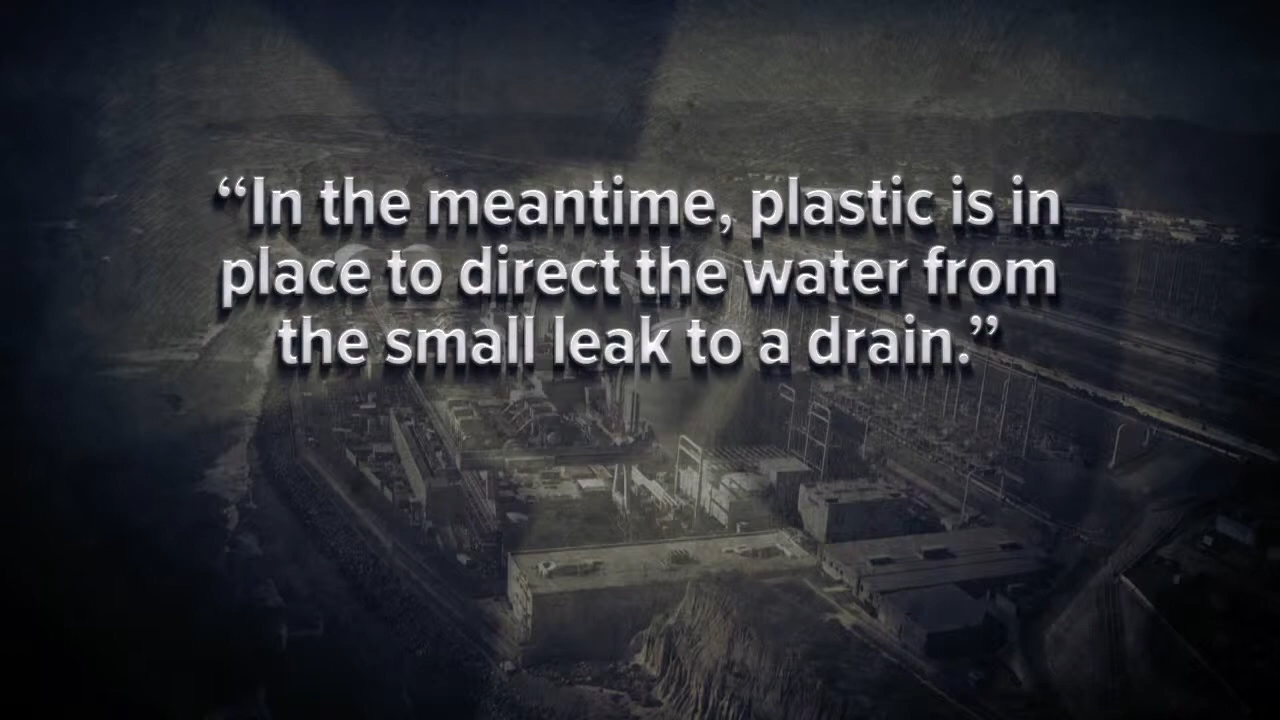 “In the meantime, plastic is in
place to direct the water from
the small leak to a drain.”